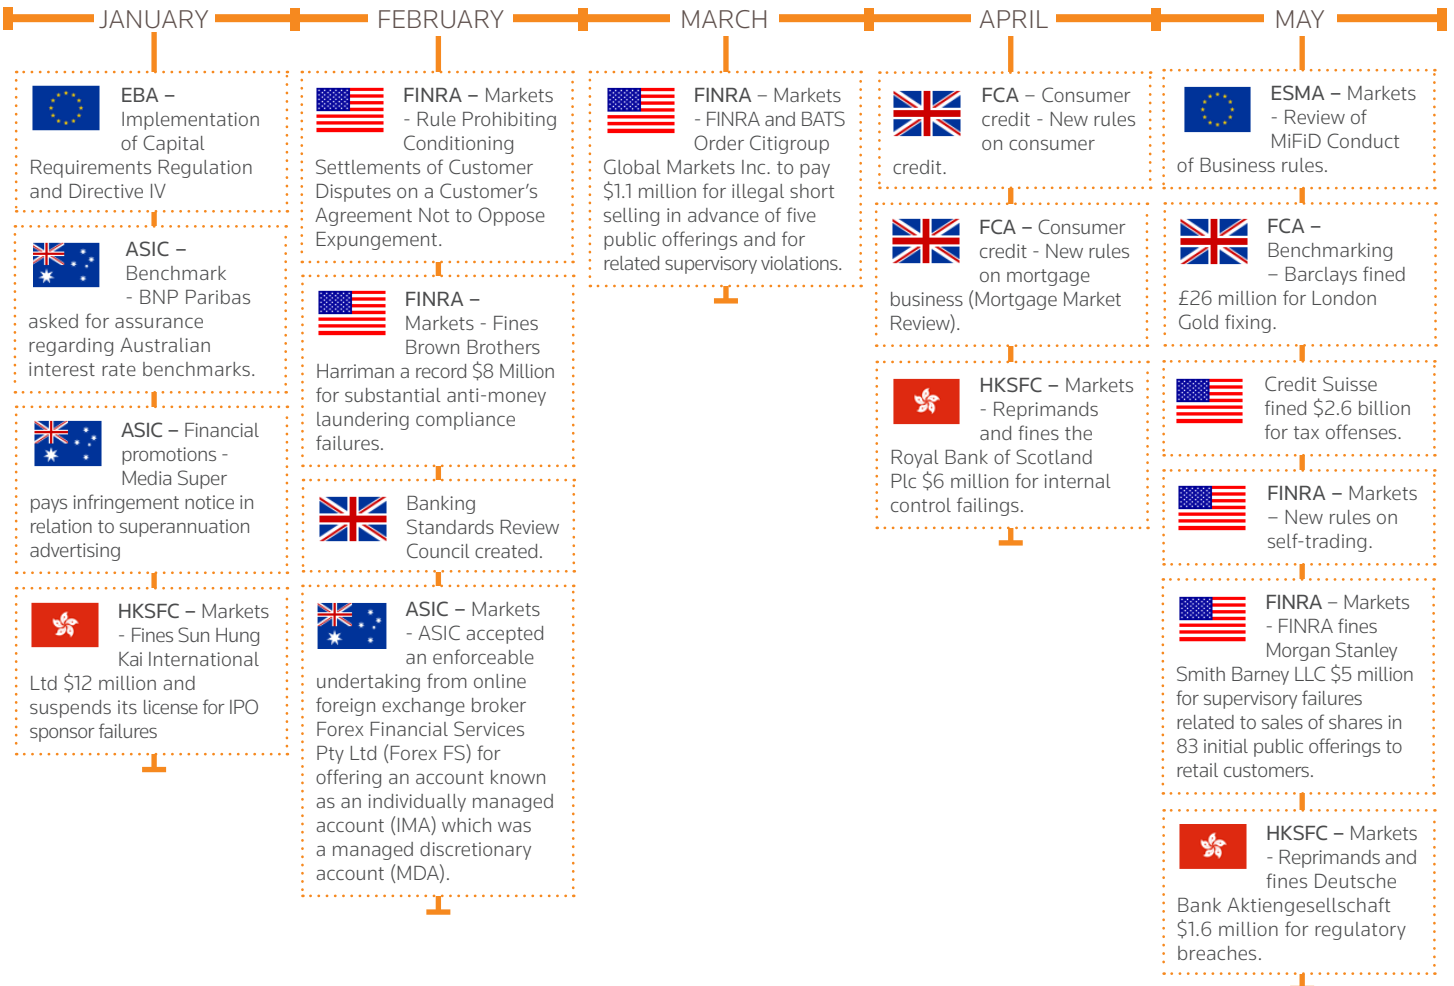 JANUARY
EBA –
Implementation
of Capital
Requirements Regulation
and Directive IV
ASIC –
Benchmark
- BNP Paribas
asked for assurance
regarding Australian
interest rate benchmarks.
ASIC – Financial
promotions -
Media Super
pays infringement notice in
relation to superannuation
advertising
HKSFC – Markets
- Fines Sun Hung
Kai International
Ltd $12 million and
suspends its license for IPO
sponsor failures
FEBRUARY
FINRA – Markets
- Rule Prohibiting
Conditioning
Settlements of Customer
Disputes on a Customer’s
Agreement Not to Oppose
Expungement.
FINRA –
Markets - Fines
Brown Brothers
Harriman a record $8 Million
for substantial anti-money
laundering compliance
failures.
Banking
Standards Review
Council created.
ASIC – Markets
- ASIC accepted
an enforceable
undertaking from online
foreign exchange broker
Forex Financial Services
Pty Ltd (Forex FS) for
offering an account known
as an individually managed
account (IMA) which was
a managed discretionary
account (MDA).
MARCH
FINRA – Markets
- FINRA and BATS
Order Citigroup
Global Markets Inc. to pay
$1.1 million for illegal short
selling in advance of five
public offerings and for
related supervisory violations.
APRIL
FCA – Consumer
credit - New rules
on consumer
credit.
FCA – Consumer
credit - New rules
on mortgage
business (Mortgage Market
Review).
HKSFC – Markets
- Reprimands
and fines the
Royal Bank of Scotland
Plc $6 million for internal
control failings.
MAY
ESMA – Markets
- Review of
MiFiD Conduct
of Business rules.
FCA –
Benchmarking
– Barclays fined
£26 million for London
Gold fixing.
Credit Suisse
fined $2.6 billion
for tax offenses.
FINRA – Markets
– New rules on
self-trading.
FINRA – Markets
- FINRA fines
Morgan Stanley
Smith Barney LLC $5 million
for supervisory failures
related to sales of shares in
83 initial public offerings to
retail customers.
HKSFC – Markets
- Reprimands and
fines Deutsche
Bank Aktiengesellschaft
$1.6 million for regulatory
breaches.